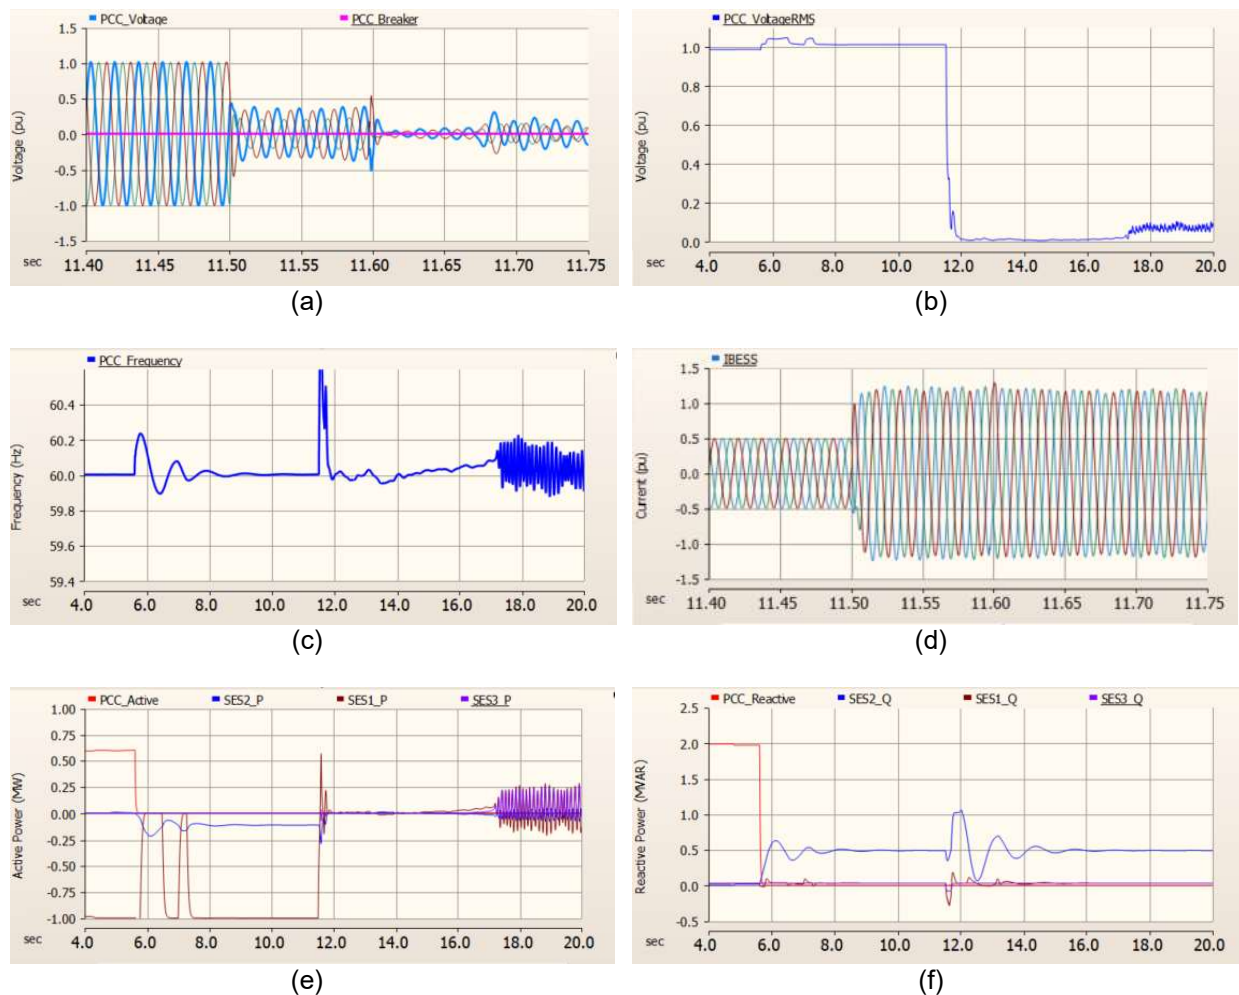 PCC_Voltage PCC Breaker
Voltage (pu)
1.5
1.0
0.5
0.0
-0.5
-1.0
-1.5
sec 11.40 11.45 11.50 11.55 11.60 11.65 11.70 11.75
(a)
PCC_VoltageRMS
Voltage (pu)
1.0
0.8
0.6
0.4
0.2
0.0
sec 4.0 6.0 8.0 10.0 12.0 14.0 16.0 18.0 20.0
(b)
PCC_Frequency
Frequency (Hz)
60.4
60.2
60.0
59.8
59.6
59.4
sec 4.0 6.0 8.0 10.0 12.0 14.0 16.0 18.0 20.0
(c)
IBESS
Current (pu)
1.5
1.0
0.5
0.0
-0.5
-1.0
-1.5
sec 11.40 11.45 11.50 11.55 11.60 11.65 11.70 11.75
(d)
PCC_Active SES2_P SES1_P SES3_P
Active Power (MW)
1.00
0.75
0.50
0.25
0.00
-0.25
-0.50
-0.75
-1.00
sec 4.0 6.0 8.0 10.0 12.0 14.0 16.0 18.0 20.0
(e)
PCC_Reactive SES2_Q SES1_Q SES3_Q
Reactive Power (MVAR)
2.5
2.0
1.5
1.0
0.5
0.0
-0.5
sec 4.0 6.0 8.0 10.0 12.0 14.0 16.0 18.0 20.0
(f)